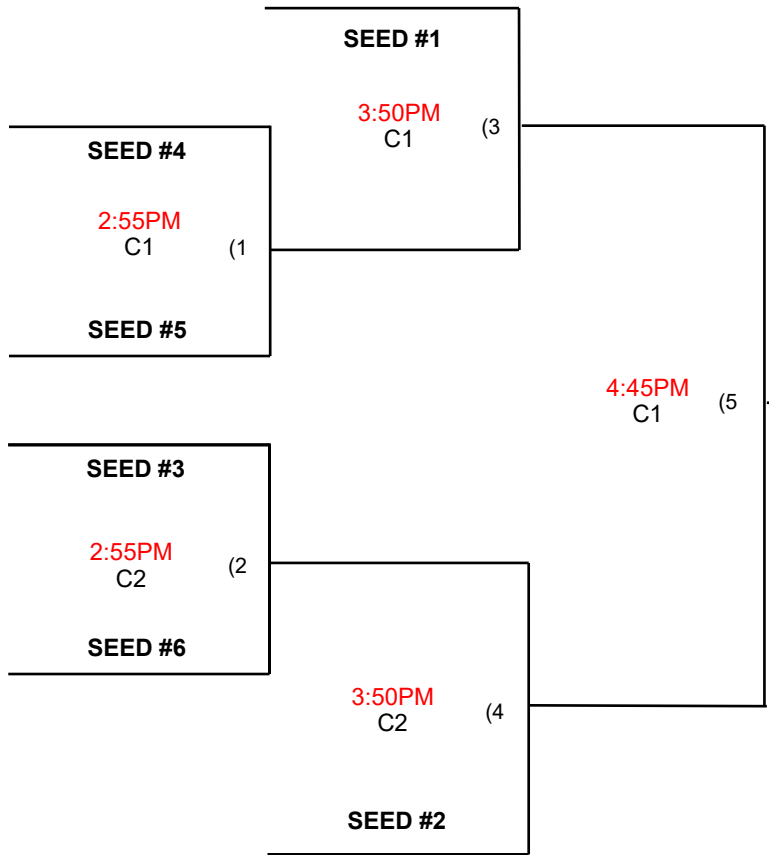 SEED #1
3:50PM
C1 (3
SEED #4
2:55PM
C1 (1
SEED #5
4:45PM
C1 (5
SEED #3
2:55PM
C2 (2
SEED #6
3:50PM
C2 (4
SEED #2